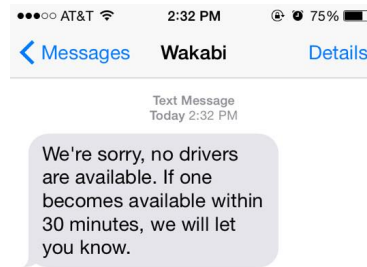 AT&T 2:32 PM 75%
Messages Wakabi Details
Text Message
Today 2:32 PM
We're sorry, no drivers
are available. If one
becomes available within
30 minutes, we will let
you know.